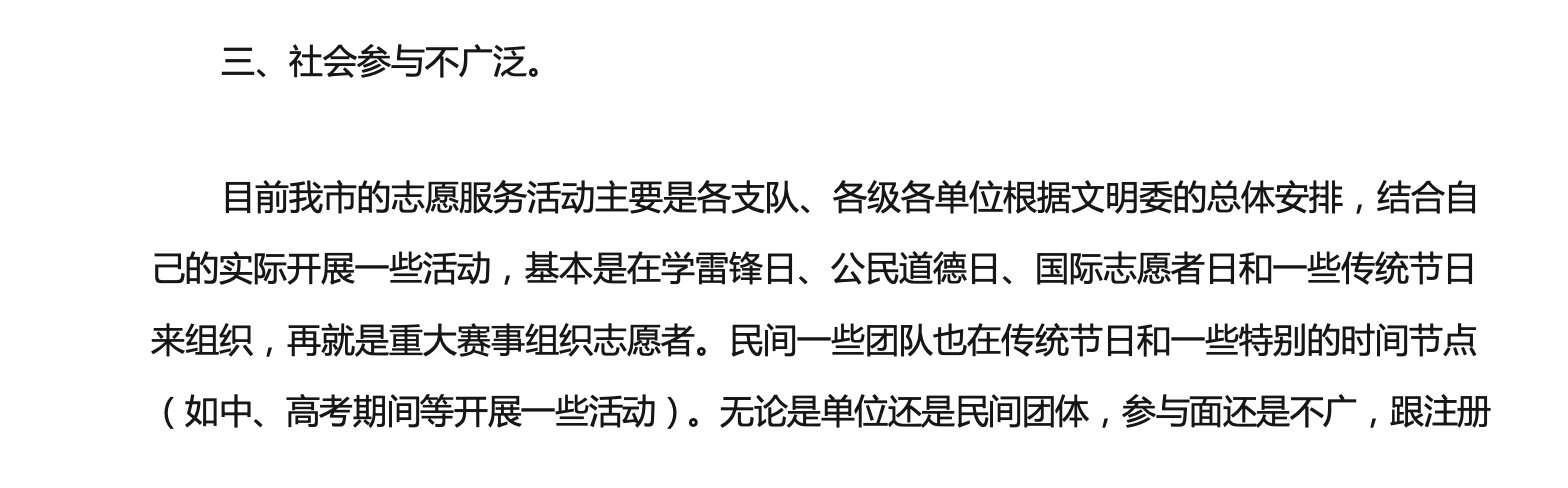 三、社会参与不广泛。
目前我市的志愿服务活动主要是各支队、各级各单位根据文明委的总体安排，结合自
己的实际开展一些活动，基本是在学雷锋日、公民道德日、国际志愿者日和一些传统节日
来组织，再就是重大赛事组织志愿者。民间一些团队也在传统节日和一些特别的时间节点
（如中、高考期间等开展一些活动）。无论是单位还是民间团体，参与面还是不广，跟注册